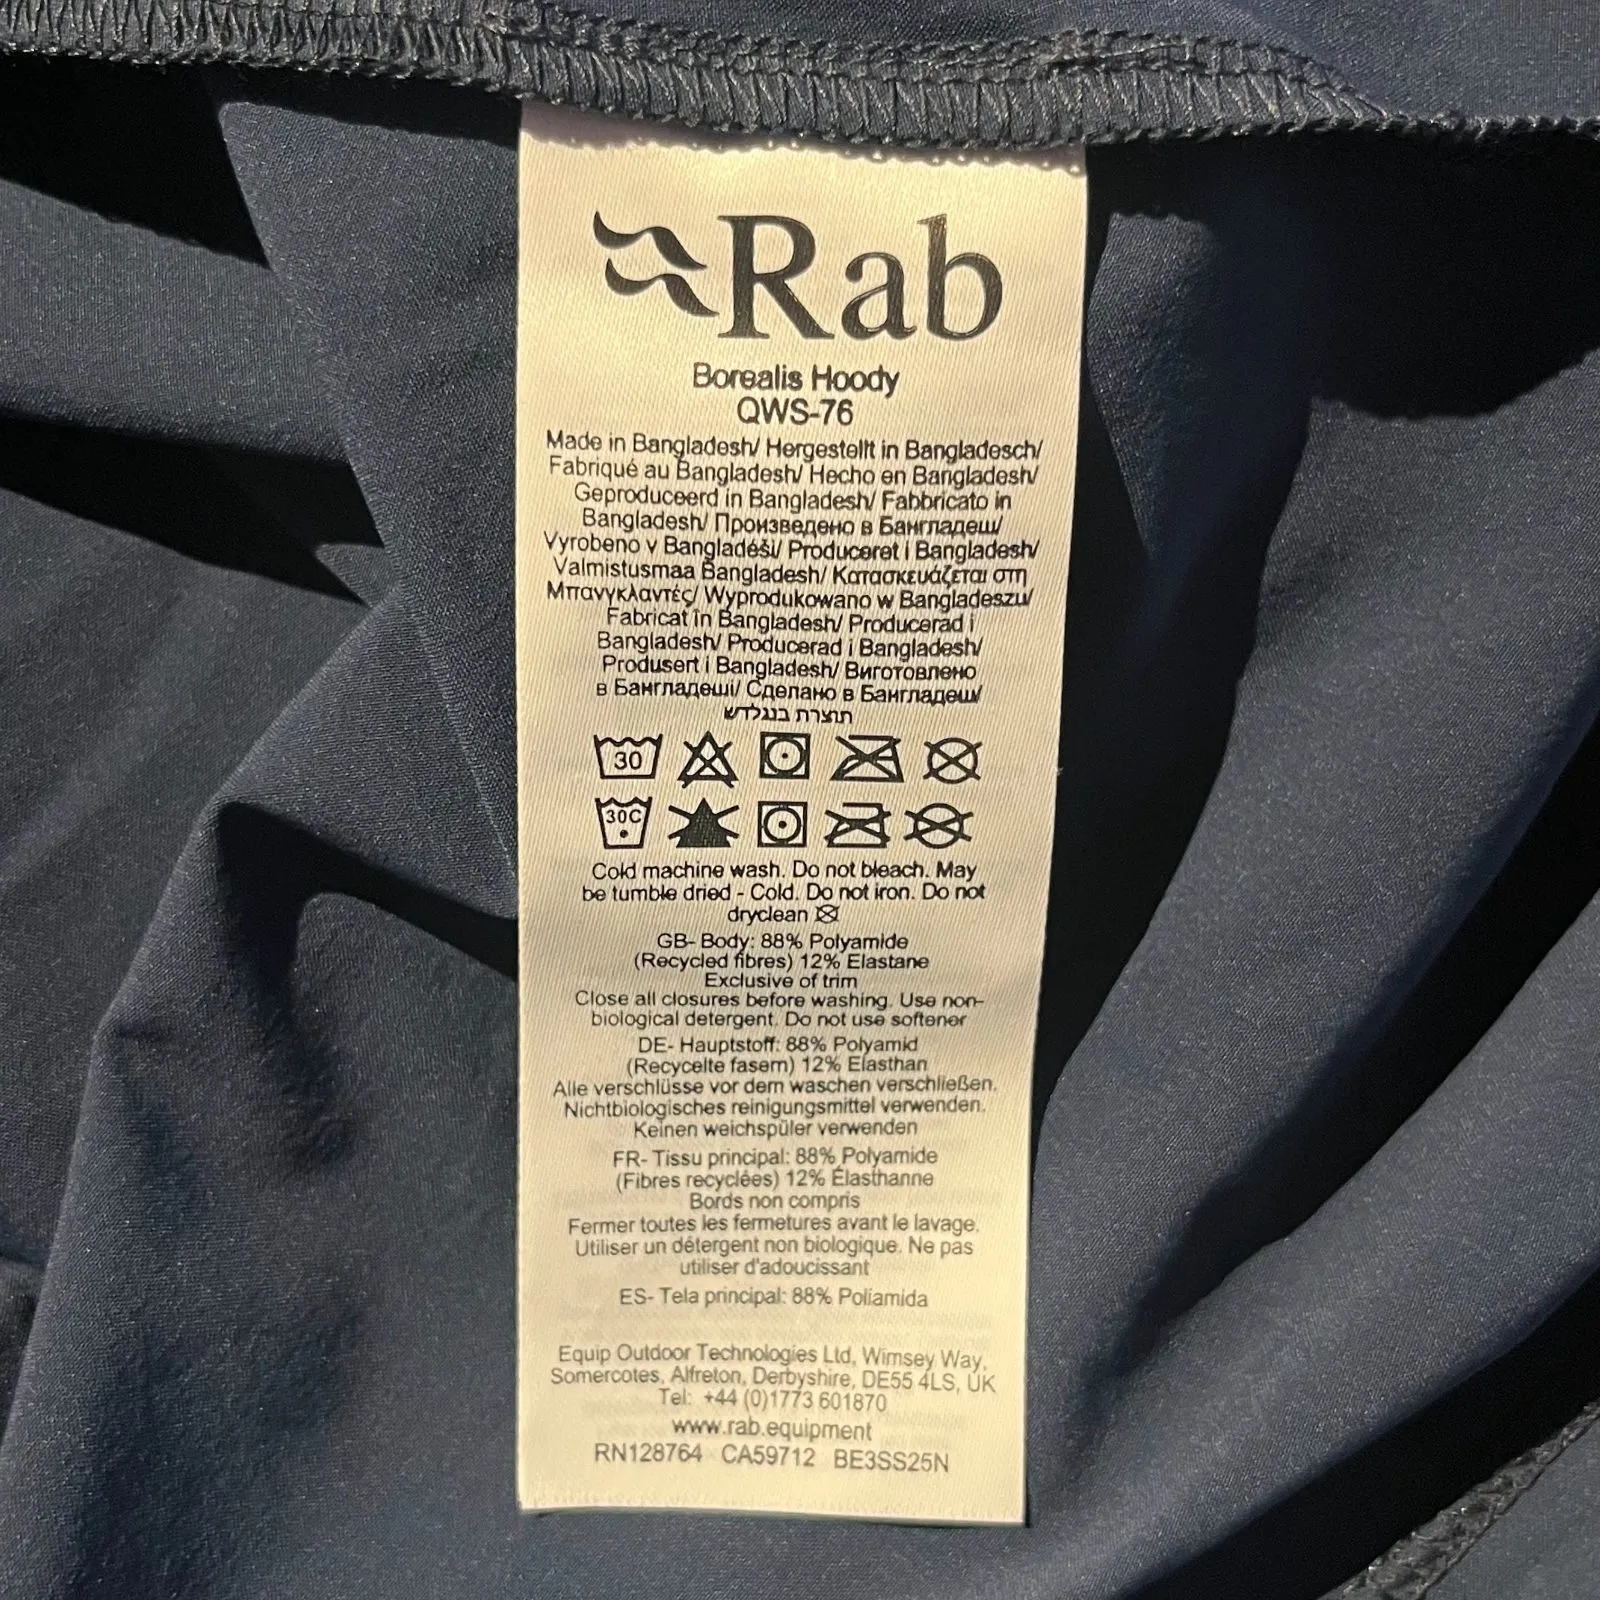 Rab
Borealis Hoody
QWS-76
Made in Bangladesh/ Hergestellt in Bangladesch/
Fabriqué au Bangladesh/ Hecho en Bangladesh/
Geproduceerd in Bangladesh/ Fabbricato in
Bangladesh/ Произведено в Бангладеш/
Vyrobeno v Bangladéši/ Produceret i Bangladesh/
Valmistusmaa Bangladesh/ Κατασκευάζεται στη
Μπανγκλαντές/ Wyprodukowano w Bangladeszu/
Fabricat în Bangladesh/ Producerad i
Bangladesh/ Producerad i Bangladesh/
Produsert i Bangladesh/ Виготовлено
в Бангладеші/ Сделано в Бангладеш/
תוצרת בנגלדש
30
30C
Cold machine wash. Do not bleach. May
be tumble dried - Cold. Do not iron. Do not
dryclean
GB- Body: 88% Polyamide
(Recycled fibres) 12% Elastane
Exclusive of trim
Close all closures before washing. Use non-
biological detergent. Do not use softener
DE- Hauptstoff: 88% Polyamid
(Recycelte fasern) 12% Elasthan
Alle verschlüsse vor dem waschen verschließen.
Nichtbiologisches reinigungsmittel verwenden.
Keinen weichspüler verwenden
FR- Tissu principal: 88% Polyamide
(Fibres recyclées) 12% Élasthanne
Bords non compris
Fermer toutes les fermetures avant le lavage.
Utiliser un détergent non biologique. Ne pas
utiliser d'adoucissant
ES- Tela principal: 88% Poliamida
Equip Outdoor Technologies Ltd, Wimsey Way,
Somercotes, Alfreton, Derbyshire, DE55 4LS, UK
Tel: +44 (0)1773 601870
www.rab.equipment
RN128764 CA59712 BE3SS25N